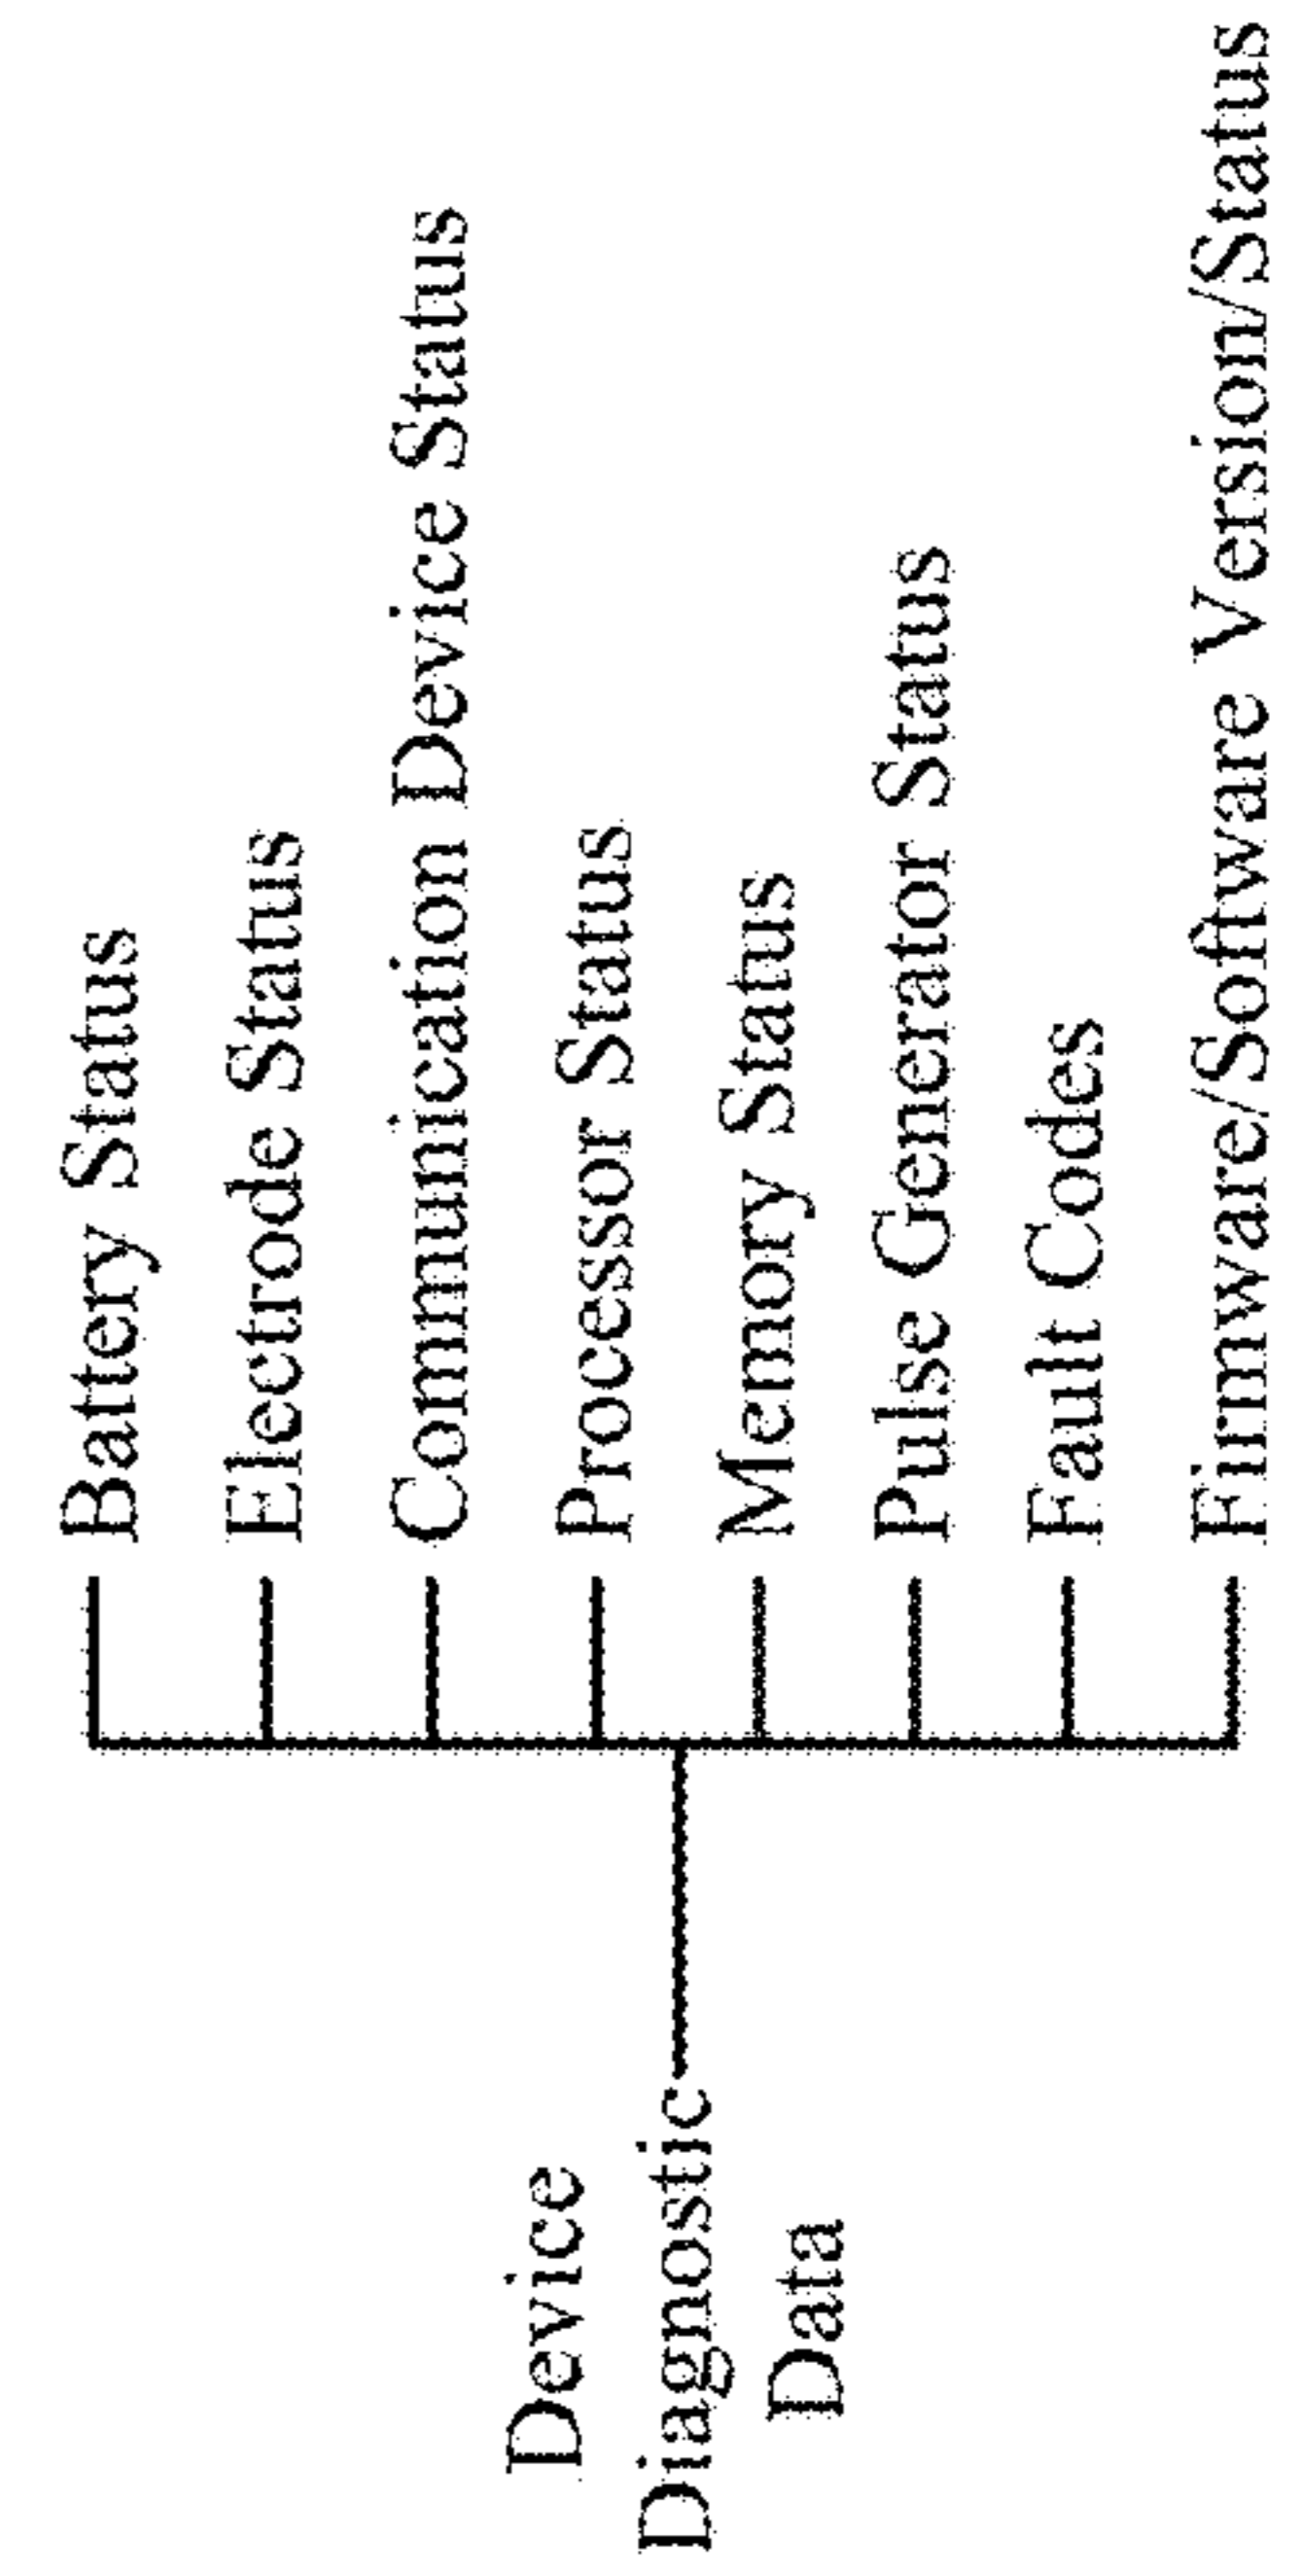 Device
Diagnostic
Data
Battery Status
Electrode Status
Communication Device Status
Processor Status
Memory Status
Pulse Generator Status
Fault Codes
Firmware/Software Version/Status